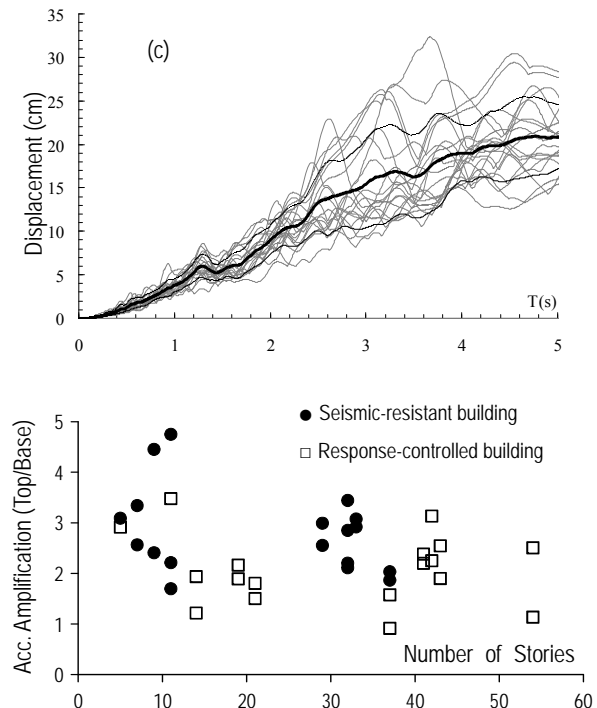 35
(c)
30
25
20
15
10
5
0
Displacement (cm)
T(s)
0 1 2 3 4 5
5
4
3
2
1
0
Acc. Amplification (Top/Base)
Seismic-resistant building
Response-controlled building
Number of Stories
0 10 20 30 40 50 60